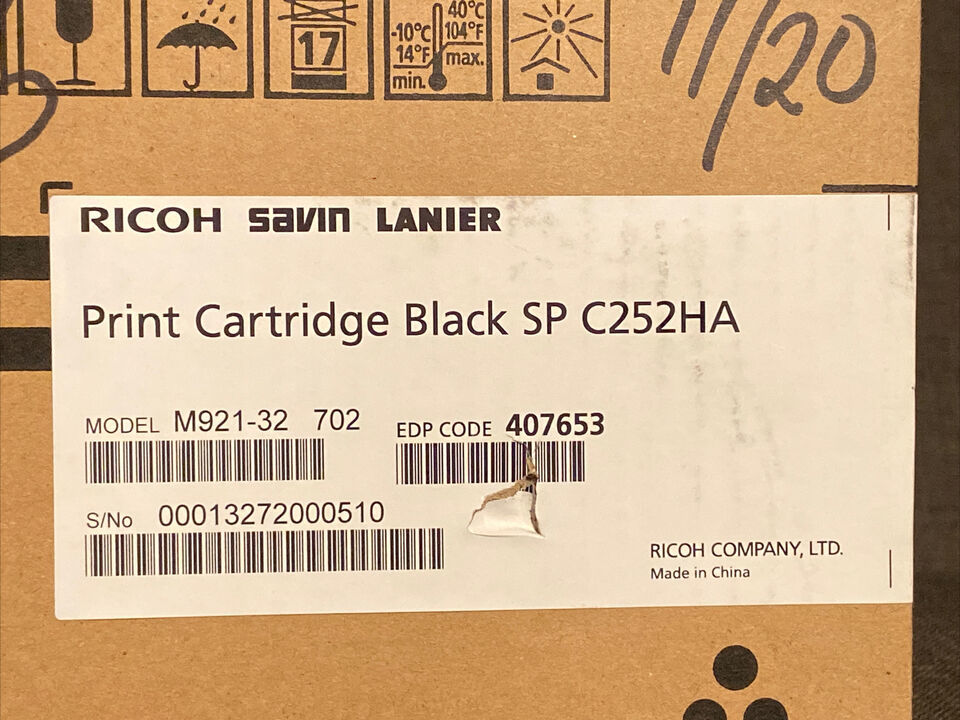 17
-10°C
14°F
min.
40°C
104°F
max.
11/20
RICOH savin LANIER
Print Cartridge Black SP C252HA
MODEL M921-32 702
EDP CODE 407653
S/No 00013272000510
RICOH COMPANY, LTD.
Made in China